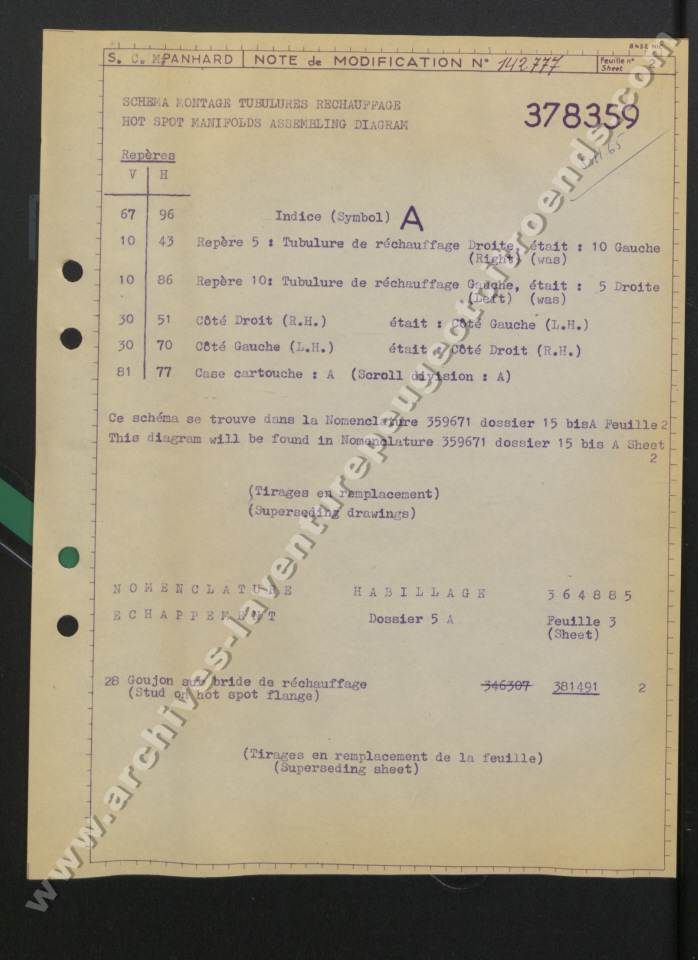 S. C. M. PANHARD NOTE de MODIFICATION N° 142.777 Feuille n° Sheet
SCHEMA MONTAGE TUBULURES RECHAUFFAGE
HOT SPOT MANIFOLDS ASSEMBLING DIAGRAM
378359
Repères
V H
67 96 Indice (Symbol) A
10 43 Repère 5 : Tubulure de réchauffage Droite, était : 10 Gauche
(Right) (was)
10 86 Repère 10: Tubulure de réchauffage Gauche, était : 5 Droite
(Left) (was)
30 51 Côté Droit (R.H.) était : Côté Gauche (L.H.)
30 70 Côté Gauche (L.H.) était : Côté Droit (R.H.)
81 77 Case cartouche : A (Scroll division : A)
Ce schéma se trouve dans la Nomenclature 359671 dossier 15 bisA Feuille 2
This diagram will be found in Nomenclature 359671 dossier 15 bis A Sheet
2
(Tirages en remplacement)
(Superseding drawings)
NOMENCLATURE HABILLAGE 364885
ECHAPPEMENT Dossier 5 A Feuille 3
(Sheet)
28 Goujon sur bride de réchauffage 346307 381491 2
(Stud on hot spot flange)
(Tirages en remplacement de la feuille)
(Superseding sheet)
www.archives-laventurepeugeotcitroends.com